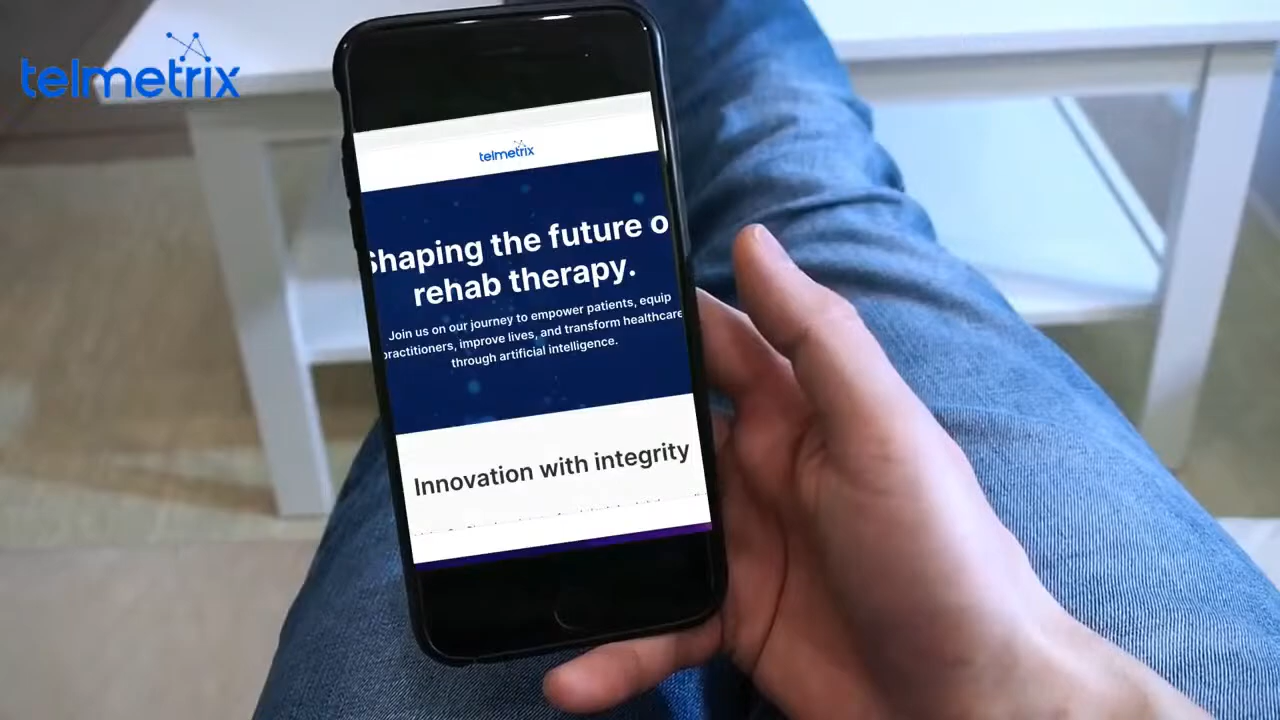 telmetrix
telmetrix
Shaping the future o
rehab therapy.
Join us on our journey to empower patients, equip
practitioners, improve lives, and transform healthcare
through artificial intelligence.
Innovation with integrity